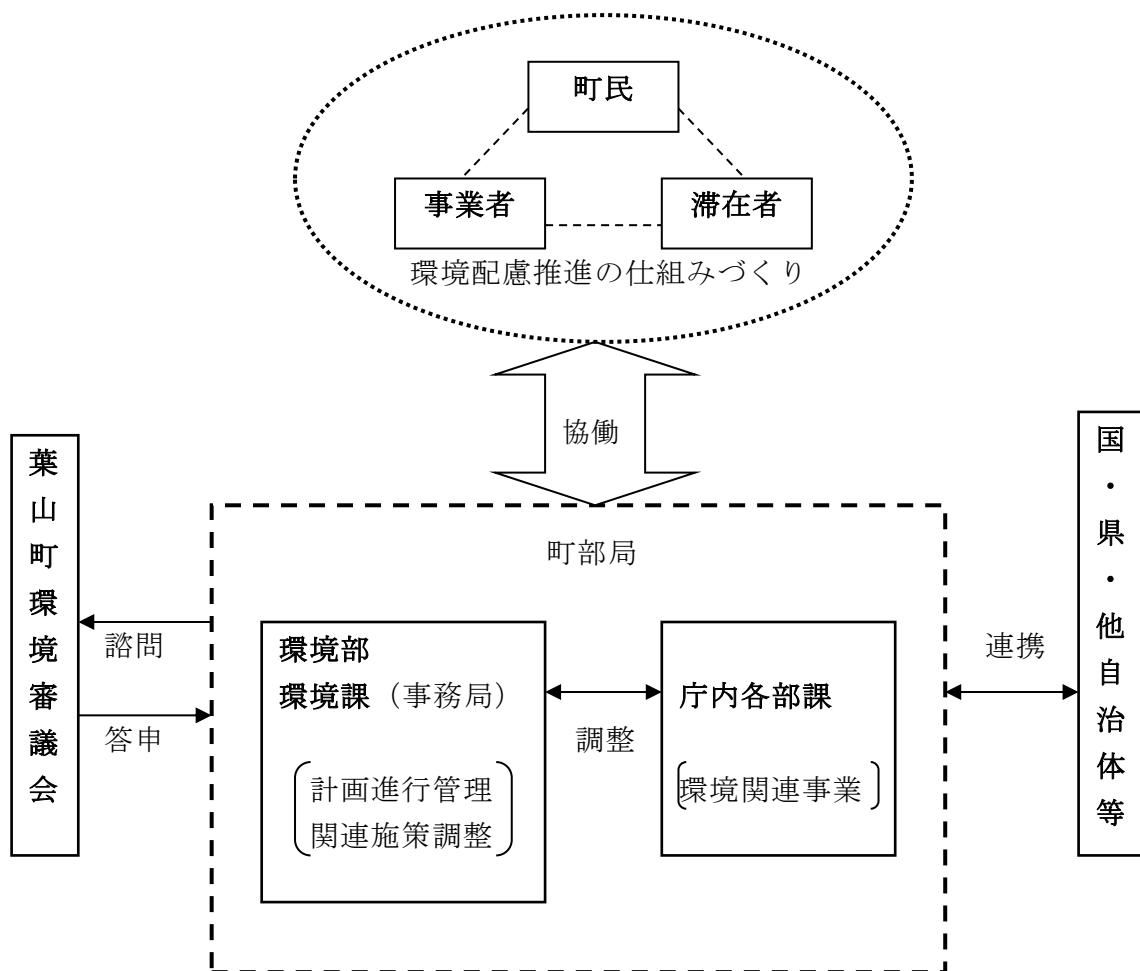 町民
事業者
滞在者
環境配慮推進の仕組みづくり
協働
葉山町環境審議会
国・県・他自治体等
町部局
諮問
答申
環境部
環境課（事務局）
計画進行管理
関連施策調整
調整
庁内各部課
環境関連事業
連携